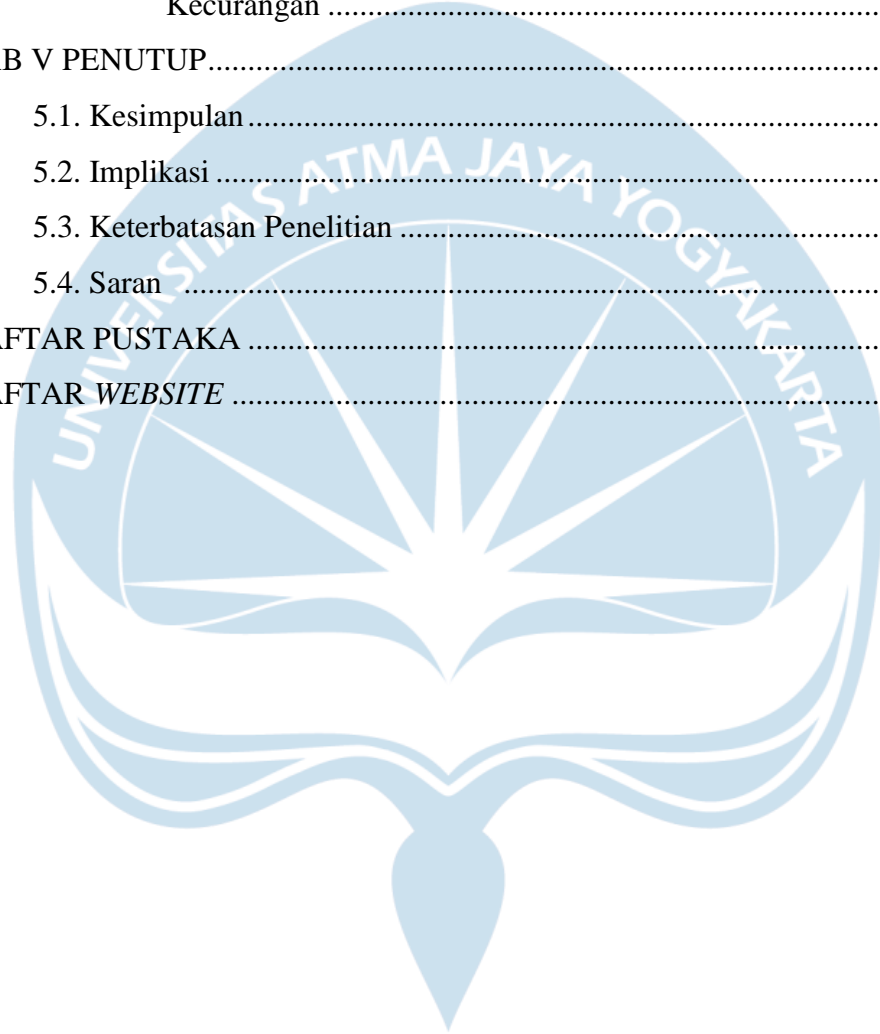 Kecurangan ..........................................................................
AB V PENUTUP..........................................................................................
5.1. Kesimpulan.....................................................................................
5.2. Implikasi .........................................................................................
5.3. Keterbatasan Penelitian ..................................................................
5.4. Saran ..............................................................................................
AFTAR PUSTAKA .....................................................................................
AFTAR WEBSITE .......................................................................................
UNIVERSITAS ATMA JAYA YOGYAKARTA